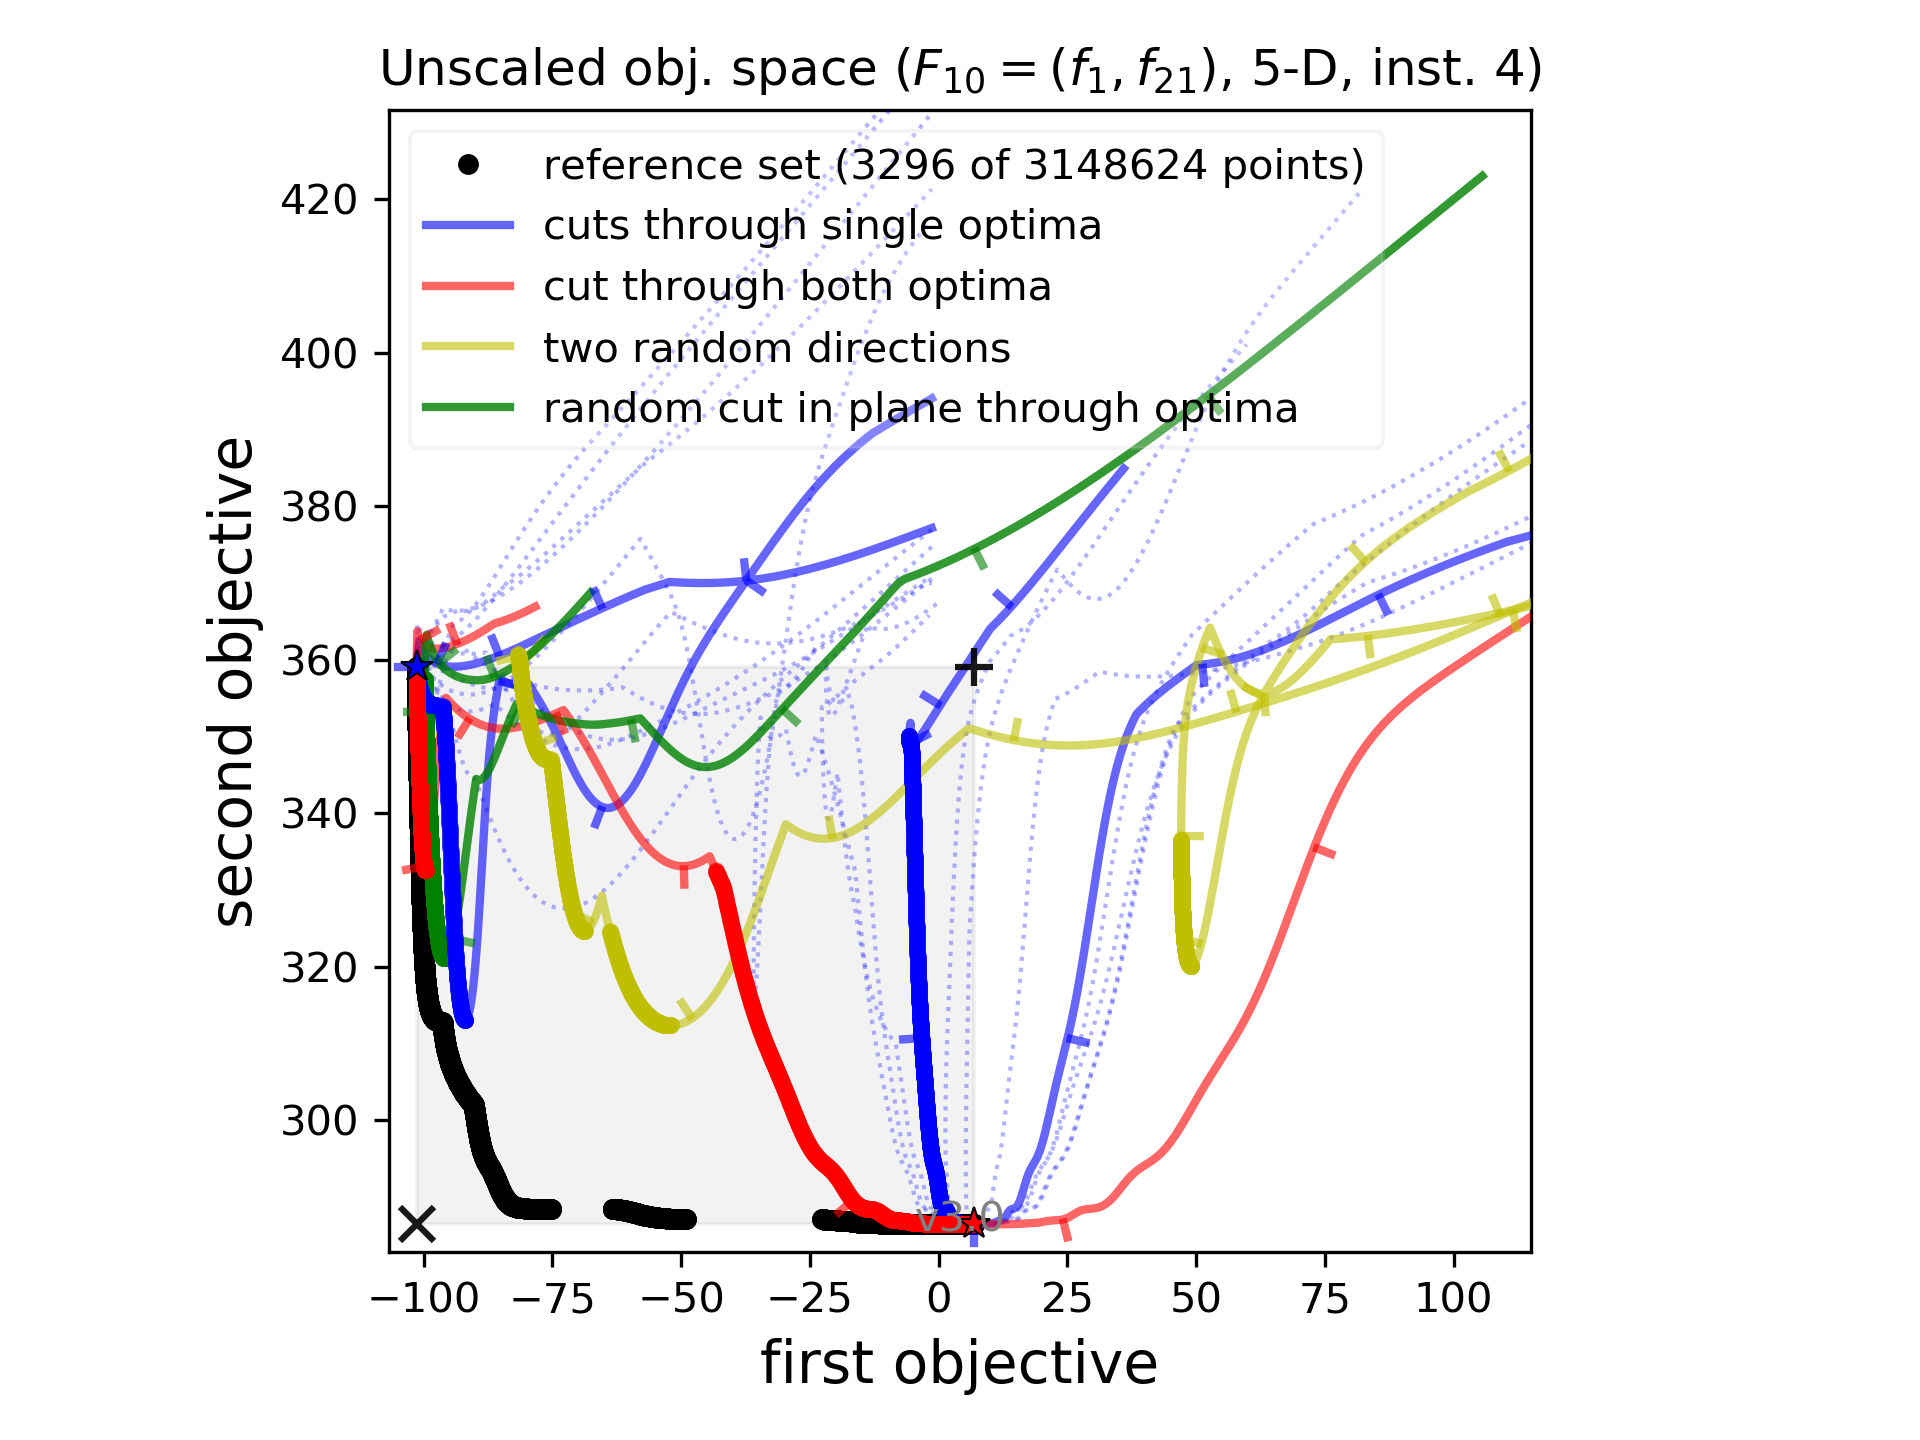 Unscaled obj. space (F₁₀ = (f₁, f₂₁), 5-D, inst. 4)
reference set (3296 of 3148624 points)
cuts through single optima
cut through both optima
two random directions
random cut in plane through optima
420
400
380
360
340
320
300
second objective
v3.0
−100 −75 −50 −25 0 25 50 75 100
first objective